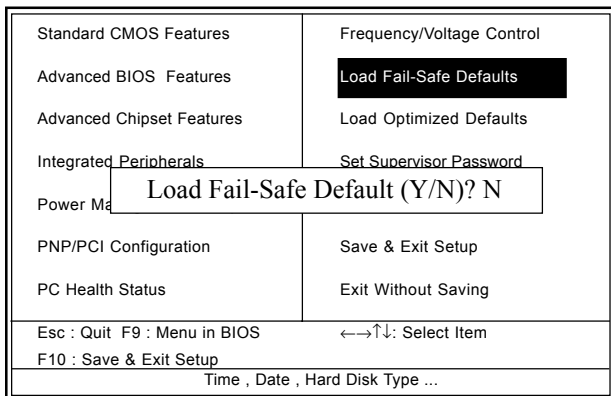 Standard CMOS Features
Frequency/Voltage Control
Advanced BIOS Features
Load Fail-Safe Defaults
Advanced Chipset Features
Load Optimized Defaults
Integrated Peripherals
Set Supervisor Password
Load Fail-Safe Default (Y/N)? N
Power Ma
PNP/PCI Configuration
Save & Exit Setup
PC Health Status
Exit Without Saving
Esc : Quit F9 : Menu in BIOS
←→↑↓: Select Item
F10 : Save & Exit Setup
Time , Date , Hard Disk Type ...